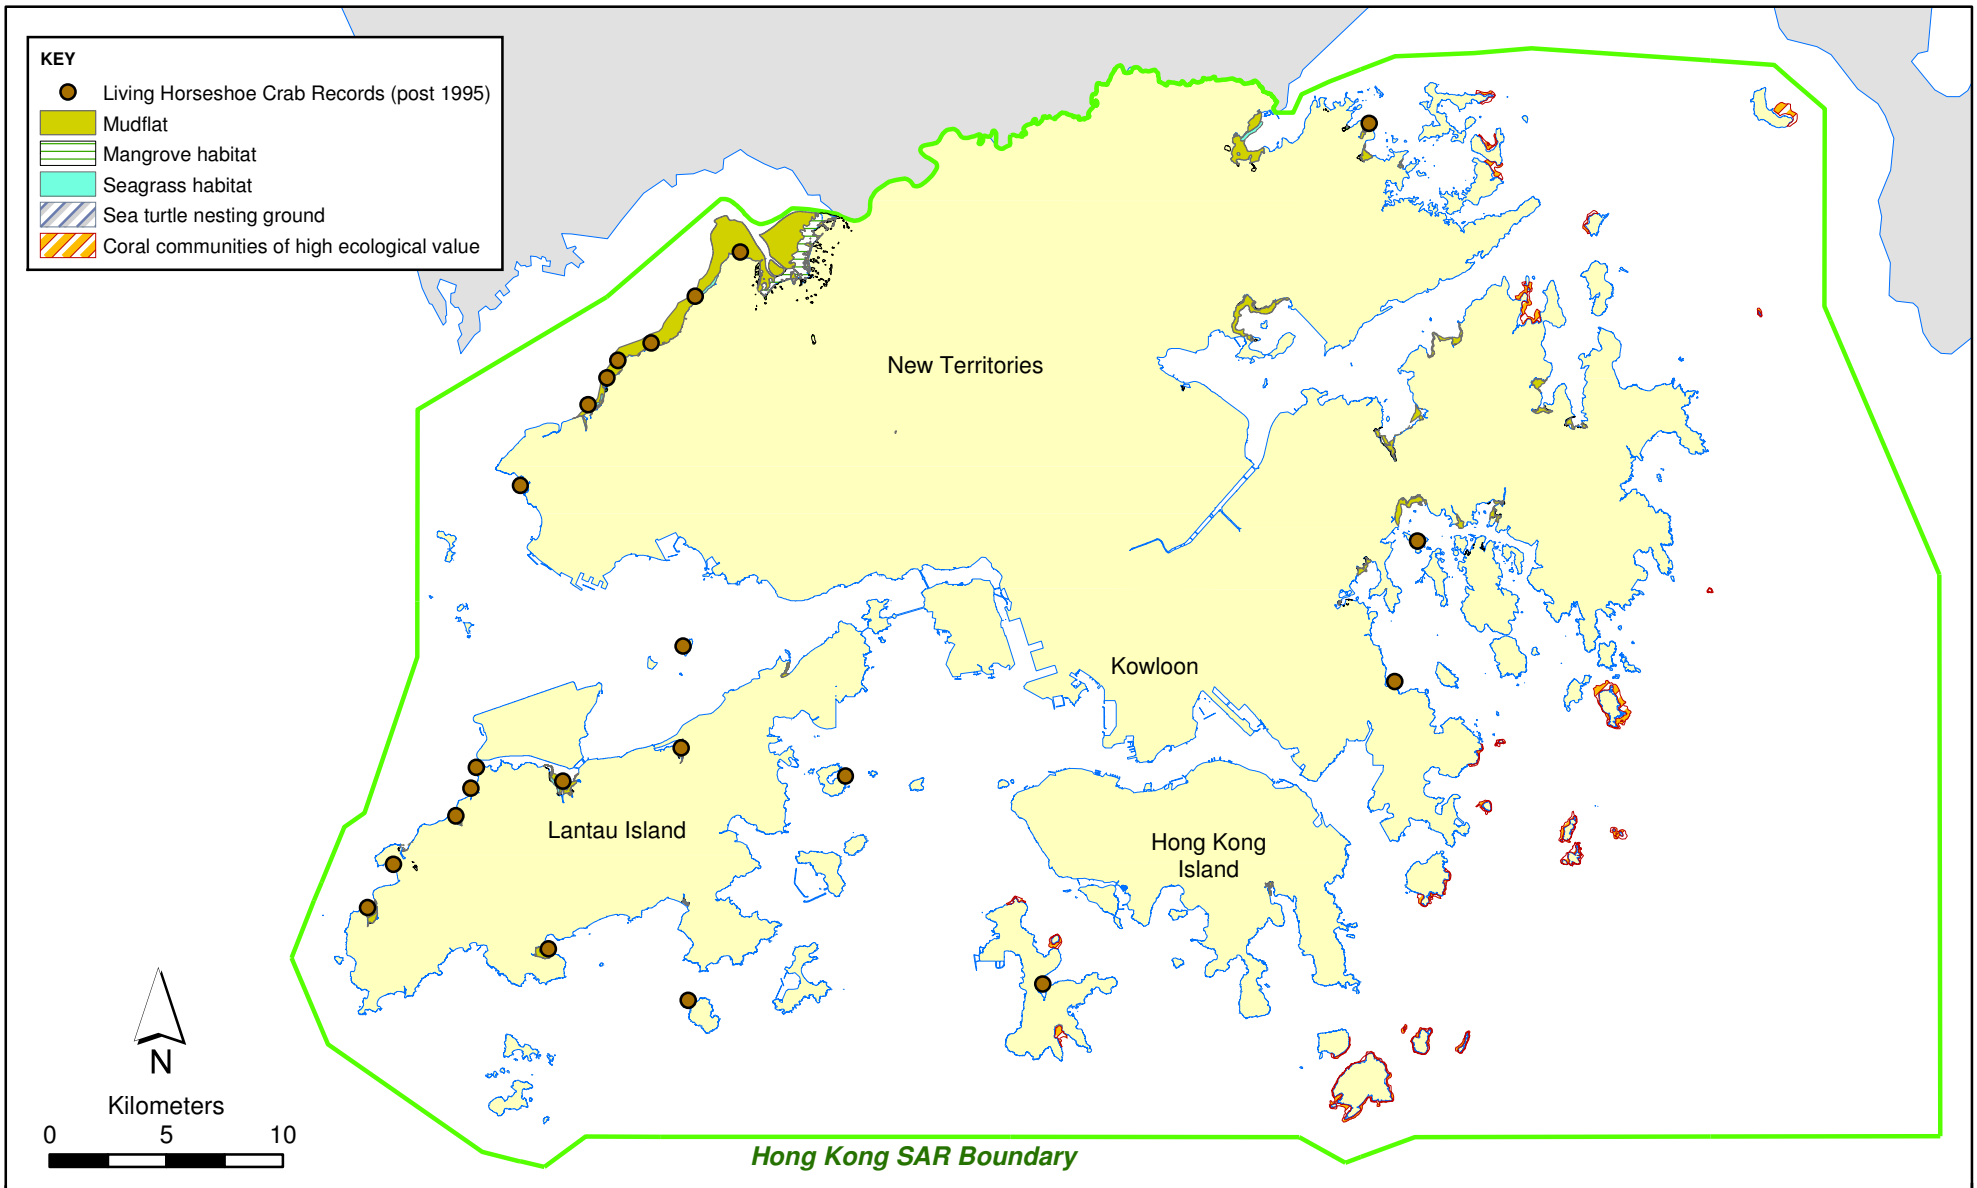 KEY
Living Horseshoe Crab Records (post 1995)
Mudflat
Mangrove habitat
Seagrass habitat
Sea turtle nesting ground
Coral communities of high ecological value
New Territories
Kowloon
Lantau Island
Hong Kong
Island
N
Kilometers
0 5 10
Hong Kong SAR Boundary